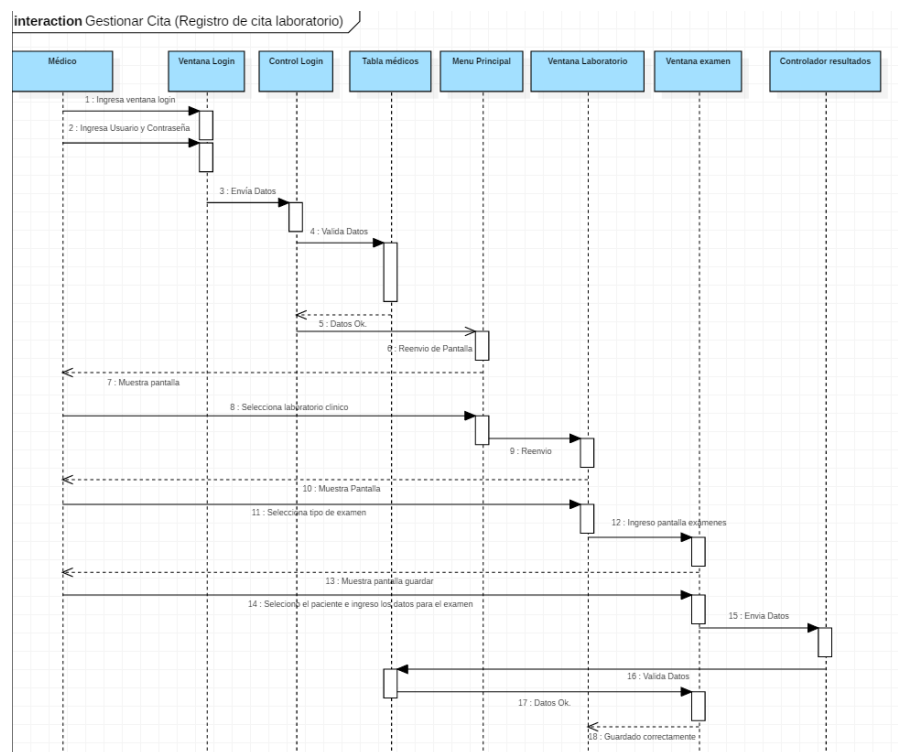 interaction Gestionar Cita (Registro de cita laboratorio)
Médico
Ventana Login
Control Login
Tabla médicos
Menu Principal
Ventana Laboratorio
Ventana examen
Controlador resultados
1 : Ingresa ventana login
2 : Ingresa Usuario y Contraseña
3 : Envía Datos
4 : Valida Datos
5 : Datos Ok.
6 : Reenvio de Pantalla
7 : Muestra pantalla
8 : Selecciona laboratorio clinico
9 : Reenvio
10 : Muestra Pantalla
11 : Selecciona tipo de examen
12 : Ingreso pantalla exámenes
13 : Muestra pantalla guardar
14 : Seleciono el paciente e ingreso los datos para el examen
15 : Envia Datos
16 : Valida Datos
17 : Datos Ok.
18 : Guardado correctamente